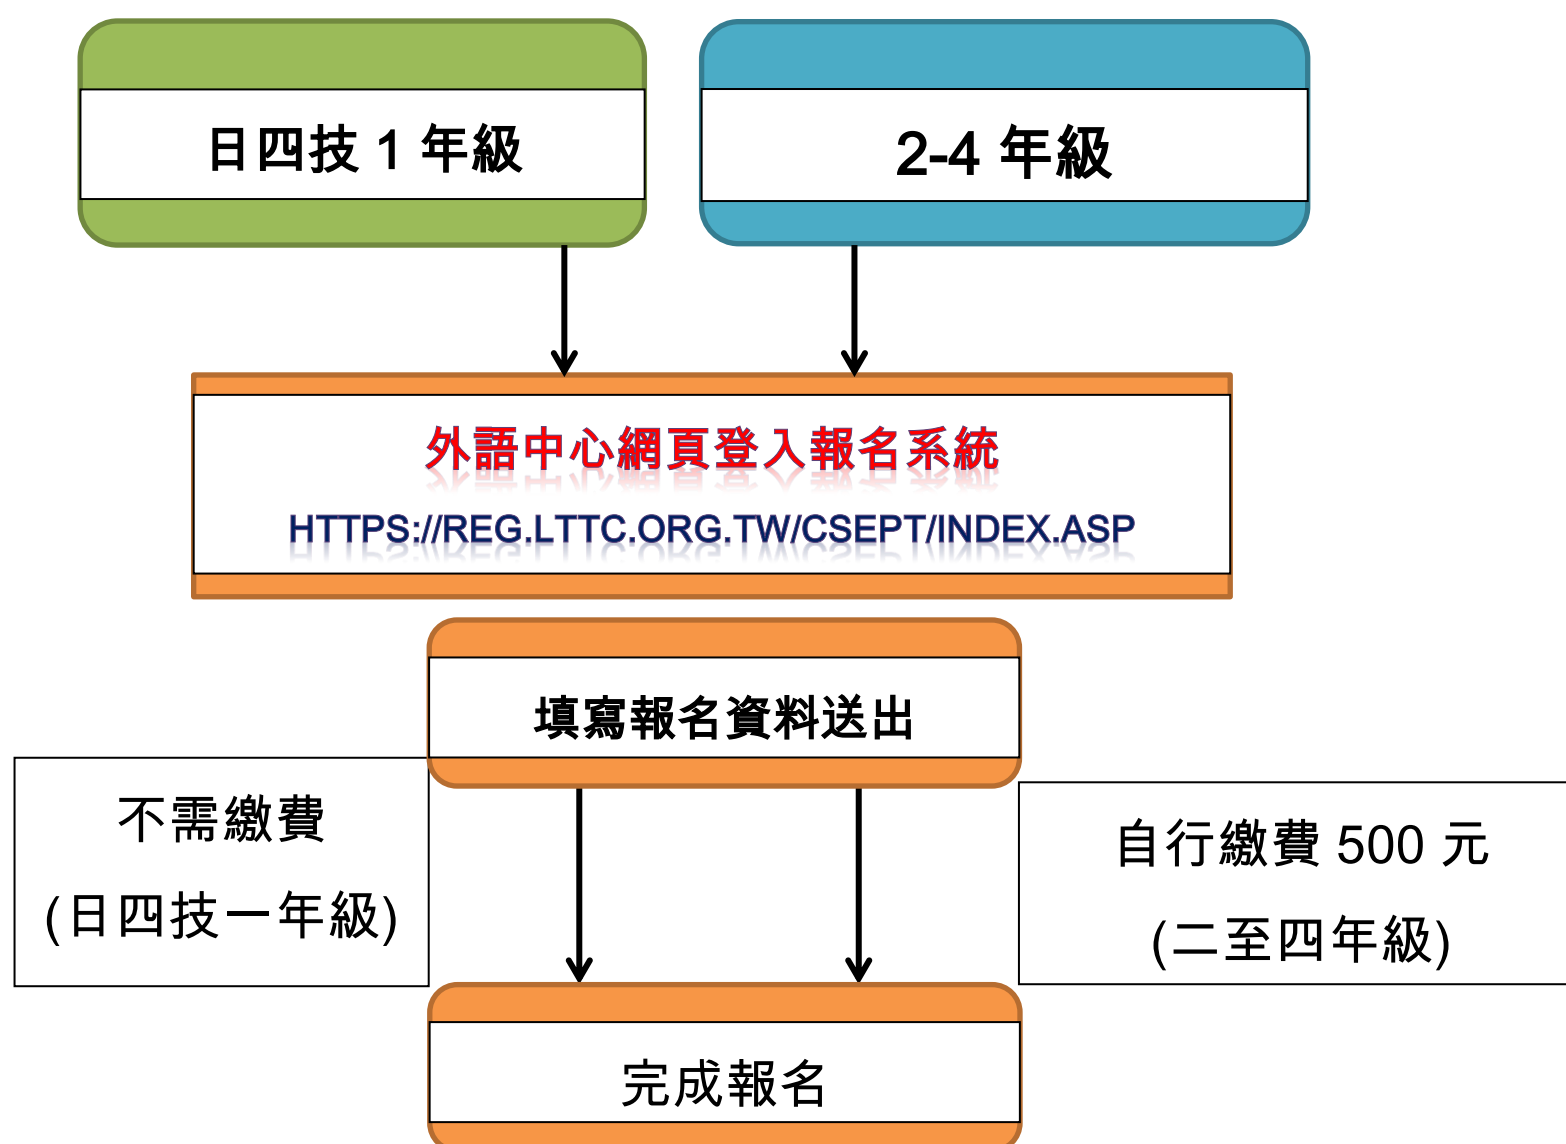 日四技 1 年級
2-4 年級
外語中心網頁登入報名系統
HTTPS://REG.LTTC.ORG.TW/CSEPT/INDEX.ASP
填寫報名資料送出
不需繳費
(日四技一年級)
自行繳費 500 元
(二至四年級)
完成報名